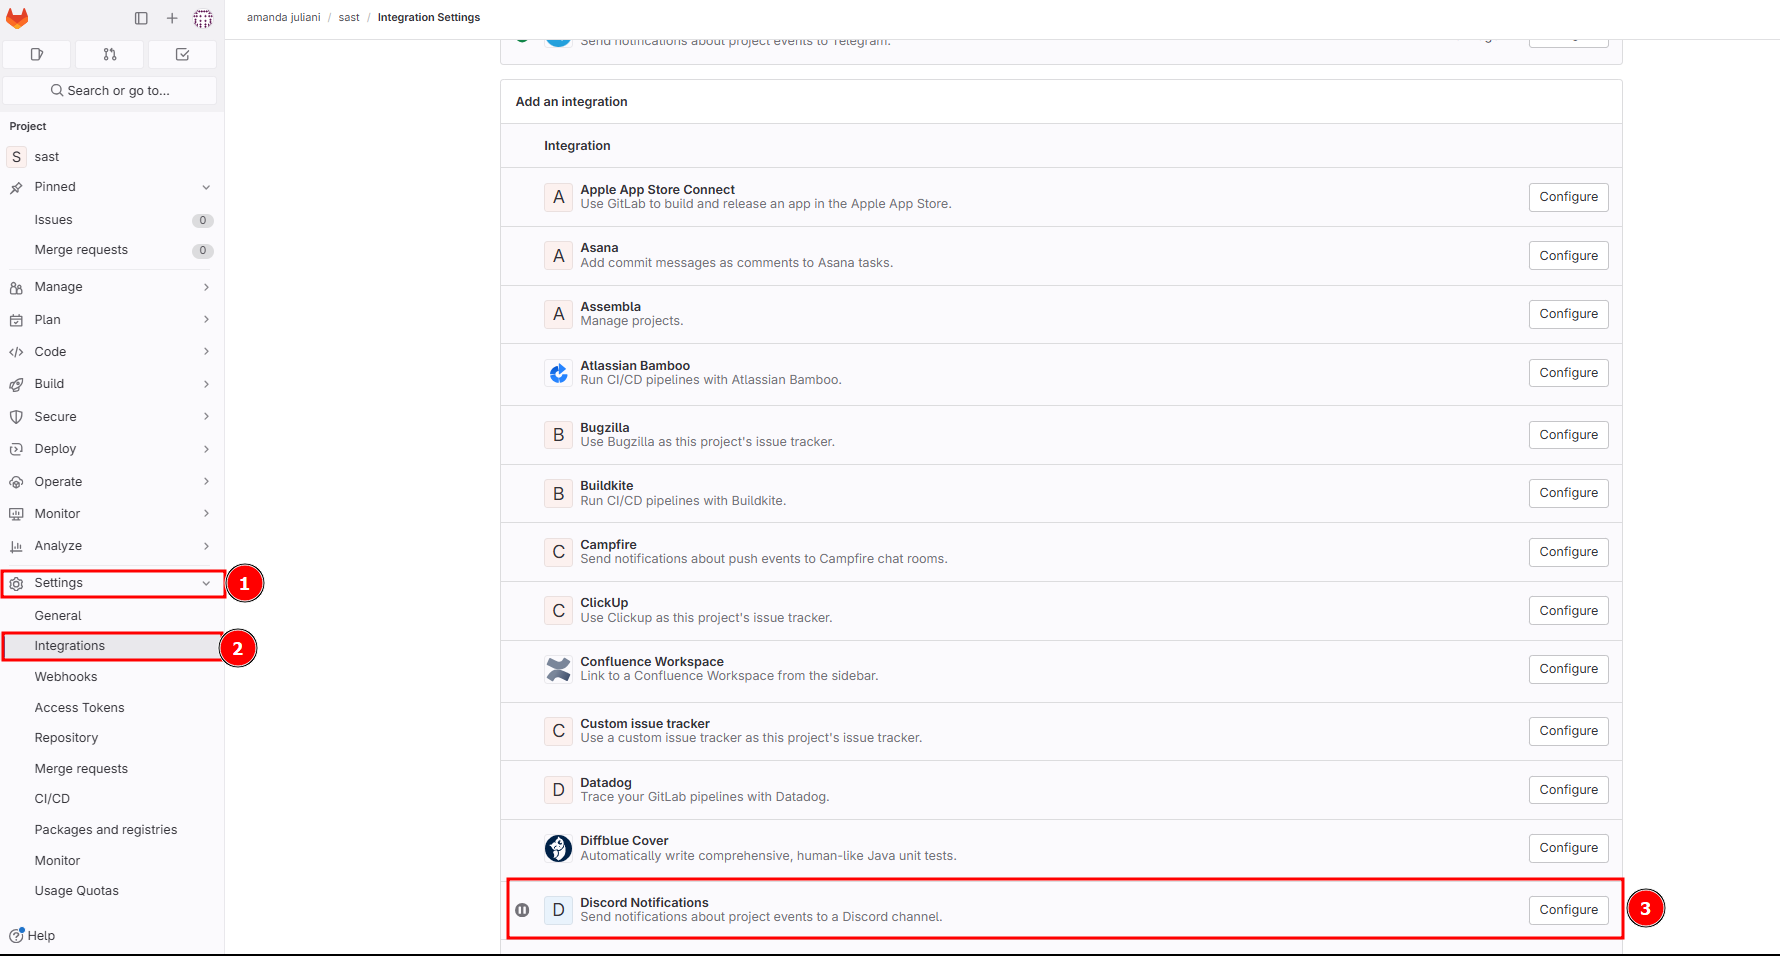 amanda juliani / sast / Integration Settings
Search or go to...
Project
S sast
Pinned
Issues 0
Merge requests 0
Manage
Plan
Code
Build
Secure
Deploy
Operate
Monitor
Analyze
Settings
1
General
Integrations
2
Webhooks
Access Tokens
Repository
Merge requests
CI/CD
Packages and registries
Monitor
Usage Quotas
Help
Send notifications about project events to Telegram.
Add an integration
Integration
A
Apple App Store Connect
Use GitLab to build and release an app in the Apple App Store.
Configure
A
Asana
Add commit messages as comments to Asana tasks.
Configure
A
Assembla
Manage projects.
Configure
Atlassian Bamboo
Run CI/CD pipelines with Atlassian Bamboo.
Configure
B
Bugzilla
Use Bugzilla as this project's issue tracker.
Configure
B
Buildkite
Run CI/CD pipelines with Buildkite.
Configure
C
Campfire
Send notifications about push events to Campfire chat rooms.
Configure
C
ClickUp
Use Clickup as this project's issue tracker.
Configure
Confluence Workspace
Link to a Confluence Workspace from the sidebar.
Configure
C
Custom issue tracker
Use a custom issue tracker as this project's issue tracker.
Configure
D
Datadog
Trace your GitLab pipelines with Datadog.
Configure
Diffblue Cover
Automatically write comprehensive, human-like Java unit tests.
Configure
D
Discord Notifications
Send notifications about project events to a Discord channel.
Configure
3